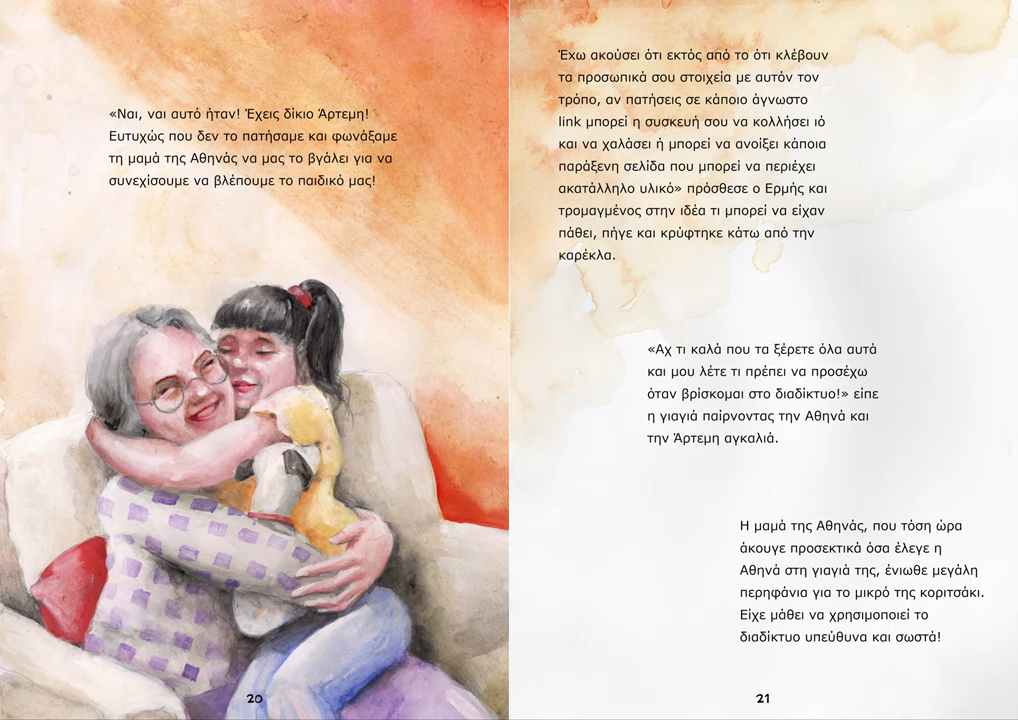 «Ναι, ναι αυτό ήταν! Έχεις δίκιο Άρτεμη!
Ευτυχώς που δεν το πατήσαμε και φωνάξαμε
τη μαμά της Αθηνάς να μας το βγάλει για να
συνεχίσουμε να βλέπουμε το παιδικό μας!
20
Έχω ακούσει ότι εκτός από το ότι κλέβουν
τα προσωπικά σου στοιχεία με αυτόν τον
τρόπο, αν πατήσεις σε κάποιο άγνωστο
link μπορεί η συσκευή σου να κολλήσει ιό
και να χαλάσει ή μπορεί να ανοίξει κάποια
παράξενη σελίδα που μπορεί να περιέχει
ακατάλληλο υλικό» πρόσθεσε ο Ερμής και
τρομαγμένος στην ιδέα τι μπορεί να είχαν
πάθει, πήγε και κρύφτηκε κάτω από την
καρέκλα.
«Αχ τι καλά που τα ξέρετε όλα αυτά
και μου λέτε τι πρέπει να προσέχω
όταν βρίσκομαι στο διαδίκτυο!» είπε
η γιαγιά παίρνοντας την Αθηνά και
την Άρτεμη αγκαλιά.
Η μαμά της Αθηνάς, που τόση ώρα
άκουγε προσεκτικά όσα έλεγε η
Αθηνά στη γιαγιά της, ένιωθε μεγάλη
περηφάνια για το μικρό της κοριτσάκι.
Είχε μάθει να χρησιμοποιεί το
διαδίκτυο υπεύθυνα και σωστά!
21